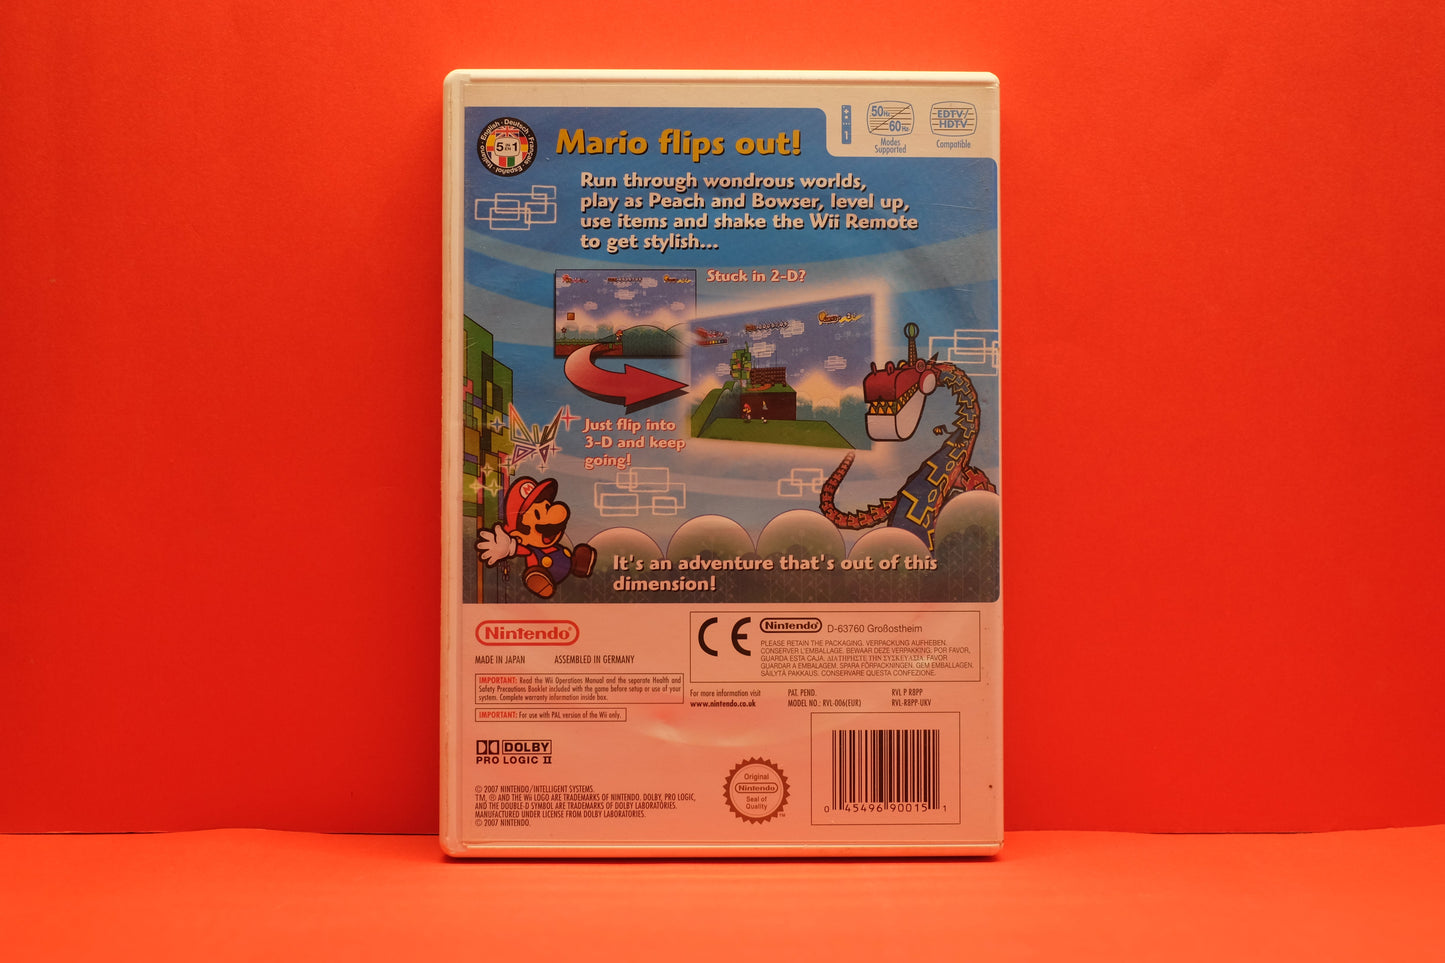 English · Deutsch · Français · Español · Italiano
5 IN EN 1
Mario flips out!
1
50Hz
60Hz
Modes
Supported
EDTV/
HDTV
Compatible
Run through wondrous worlds,
play as Peach and Bowser, level up,
use items and shake the Wii Remote
to get stylish...
Stuck in 2-D?
Just flip into
3-D and keep
going!
M
It's an adventure that's out of this
dimension!
Nintendo
MADE IN JAPAN ASSEMBLED IN GERMANY
IMPORTANT: Read the Wii Operations Manual and the separate Health and
Safety Precautions Booklet included with the game before setup or use of your
system. Complete warranty information inside box.
IMPORTANT: For use with PAL version of the Wii only.
CE Nintendo D-63760 Großostheim
PLEASE RETAIN THE PACKAGING. VERPACKUNG AUFHEBEN.
CONSERVER L'EMBALLAGE. BEWAAR DEZE VERPAKKING. POR FAVOR,
GUARDA ESTA CAJA. ΔΙΑΤΗΡΗΣΤΕ ΤΗΝ ΣΥΣΚΕΥΑΣΙΑ. FAVOR
GUARDAR A EMBALAGEM. SPARA FÖRPACKNINGEN. GEM EMBALLAGEN.
SÄILYTÄ PAKKAUS. CONSERVARE QUESTA CONFEZIONE.
For more information visit
www.nintendo.co.uk
PAT. PEND.
MODEL NO.: RVL-006(EUR)
RVL P R8PP
RVL-R8PP-UKV
DOLBY
PRO LOGIC II
© 2007 NINTENDO/INTELLIGENT SYSTEMS.
TM, ® AND THE Wii LOGO ARE TRADEMARKS OF NINTENDO. DOLBY, PRO LOGIC,
AND THE DOUBLE-D SYMBOL ARE TRADEMARKS OF DOLBY LABORATORIES.
MANUFACTURED UNDER LICENSE FROM DOLBY LABORATORIES.
© 2007 NINTENDO.
Original
Nintendo
Seal of
Quality
TM
0 45496 90015 1